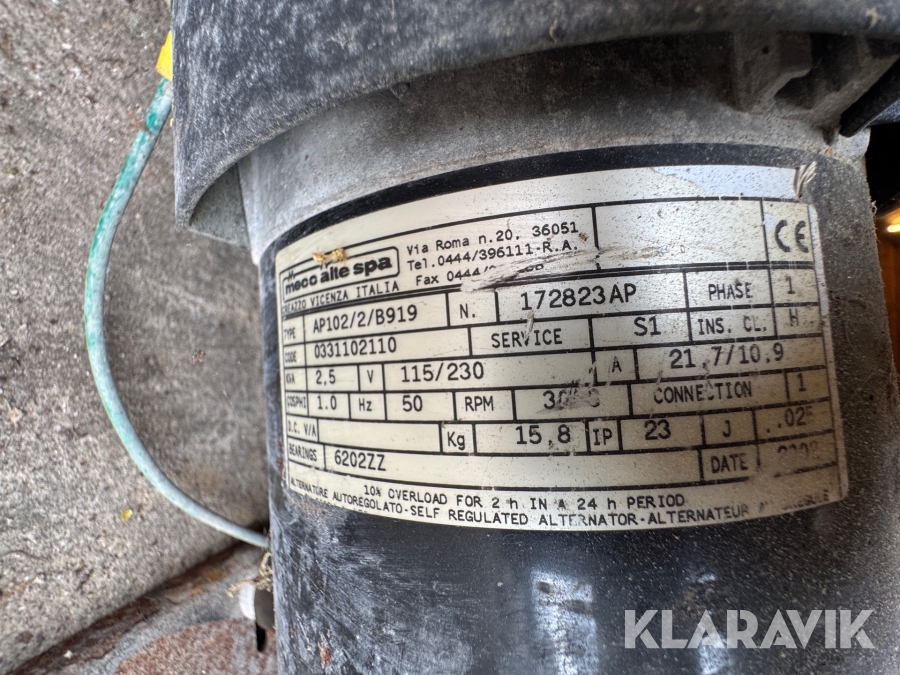 mecc alte spa
Via Roma n.20. 36051
Tel.0444/396111-R.A.
Fax
CREAZZO VICENZA ITALIA
CE
TYPE AP102/2/B919 N. 172823AP PHASE 1
CODE 0331102110 SERVICE S1 INS. CL. H
KVA 2,5 V 115/230 A 21,7/10,9
COSPHI 1.0 Hz 50 RPM CONNECTION 1
D.C. V/A Kg 15,8 IP 23 J
BEARINGS 6202ZZ DATE
10% OVERLOAD FOR 2 h IN A 24 h PERIOD
ALTERNATORE AUTOREGOLATO-SELF REGULATED ALTERNATOR-ALTERNATEUR
KLARAVIK